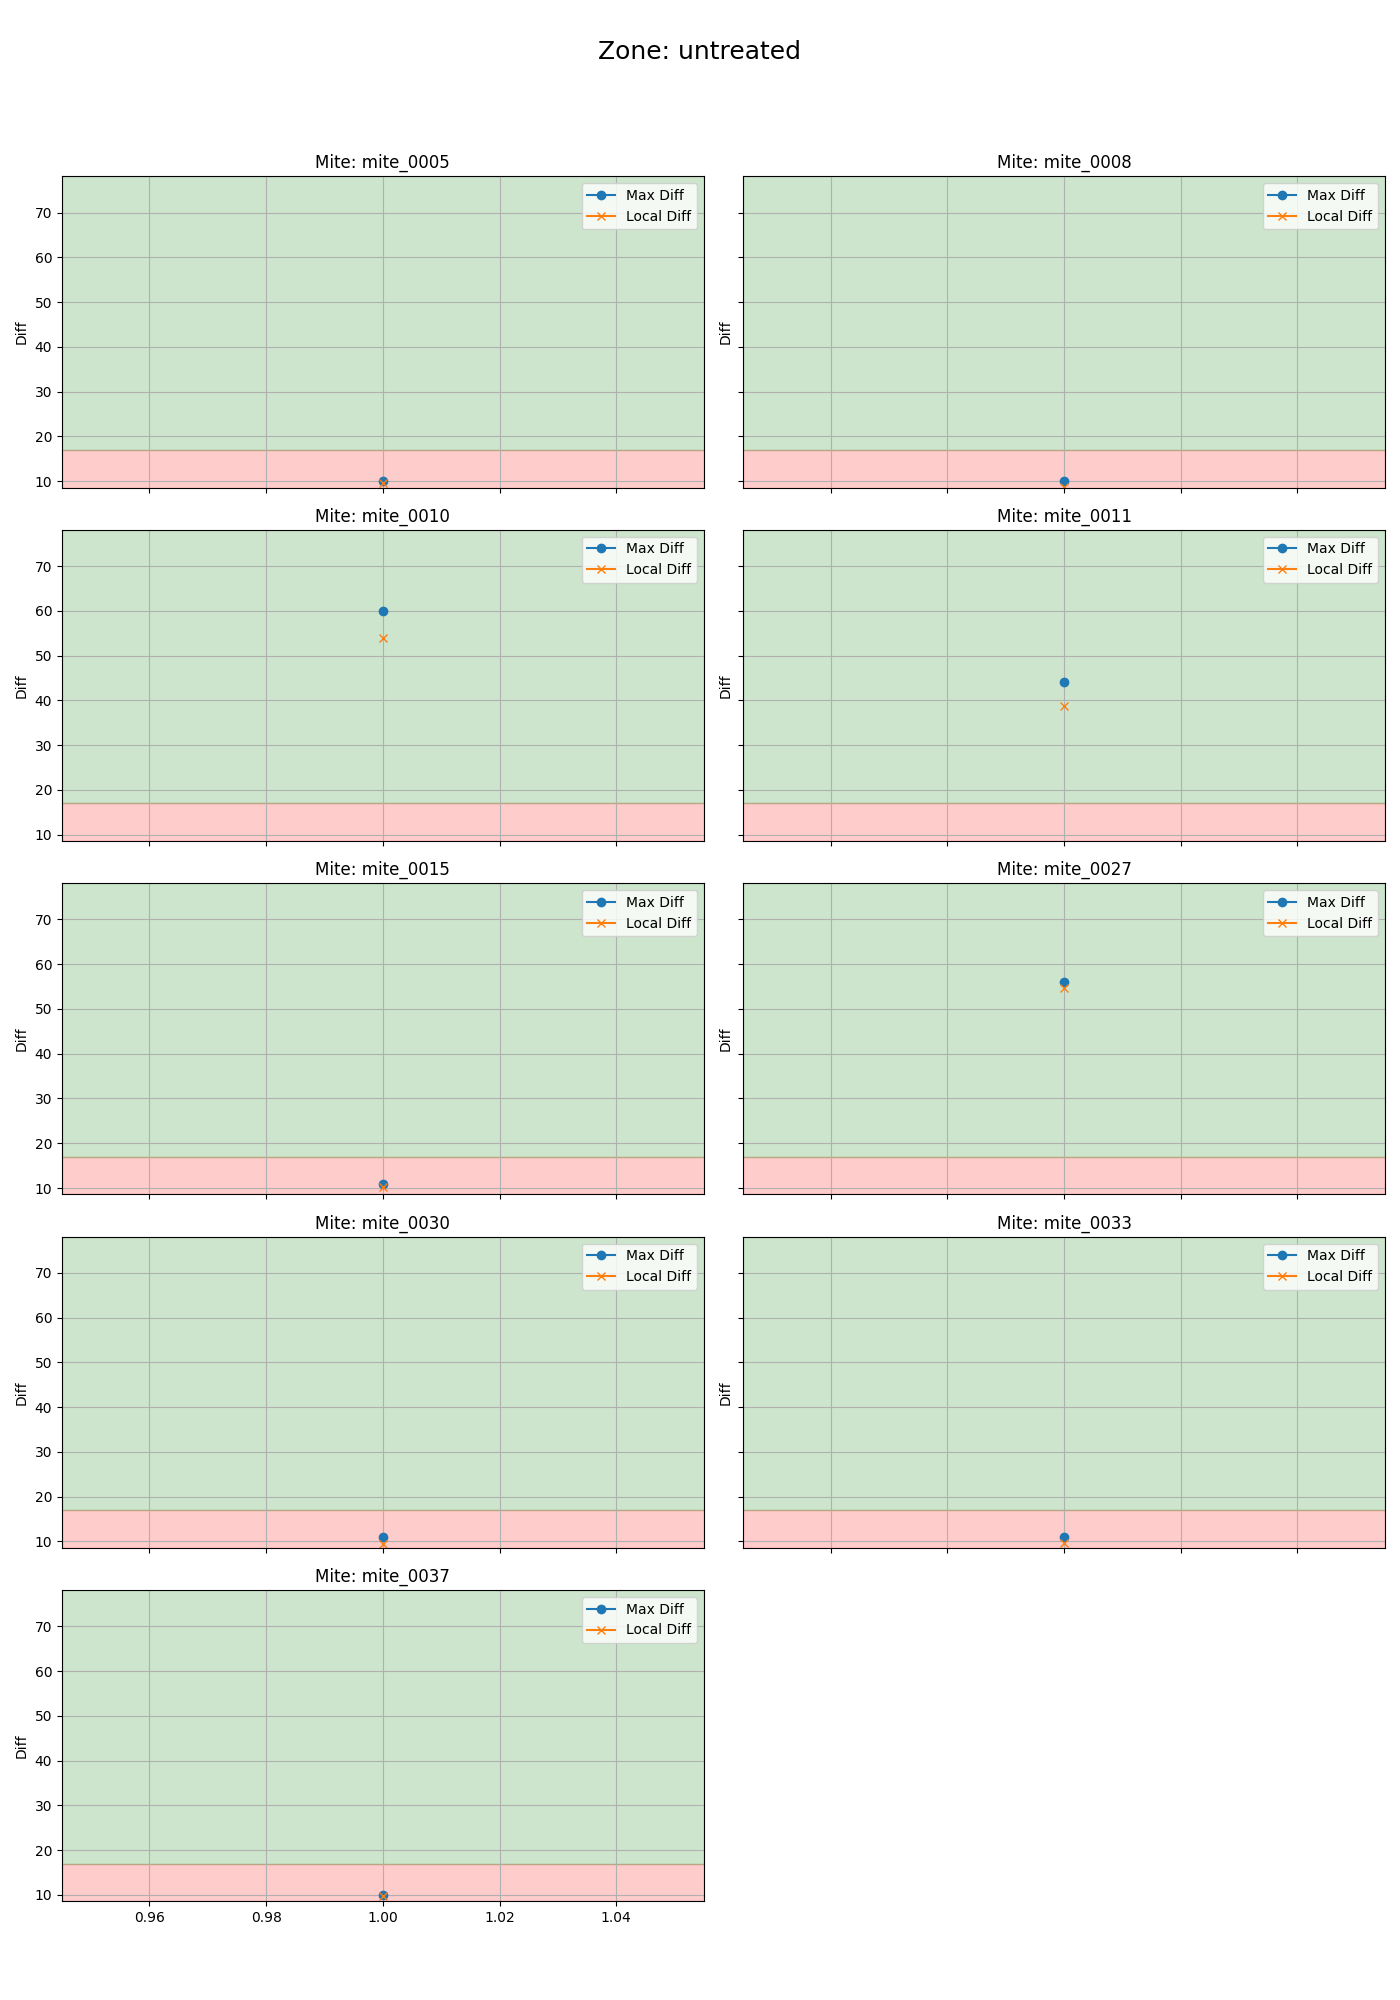 Zone: untreated
Mite: mite_0005
Max Diff
Local Diff
70
60
50
40
30
20
10
Diff
Mite: mite_0008
Max Diff
Local Diff
Diff
Mite: mite_0010
Max Diff
Local Diff
70
60
50
40
30
20
10
Diff
Mite: mite_0011
Max Diff
Local Diff
Diff
Mite: mite_0015
Max Diff
Local Diff
70
60
50
40
30
20
10
Diff
Mite: mite_0027
Max Diff
Local Diff
Diff
Mite: mite_0030
Max Diff
Local Diff
70
60
50
40
30
20
10
Diff
Mite: mite_0033
Max Diff
Local Diff
Diff
Mite: mite_0037
Max Diff
Local Diff
70
60
50
40
30
20
10
Diff
0.96 0.98 1.00 1.02 1.04